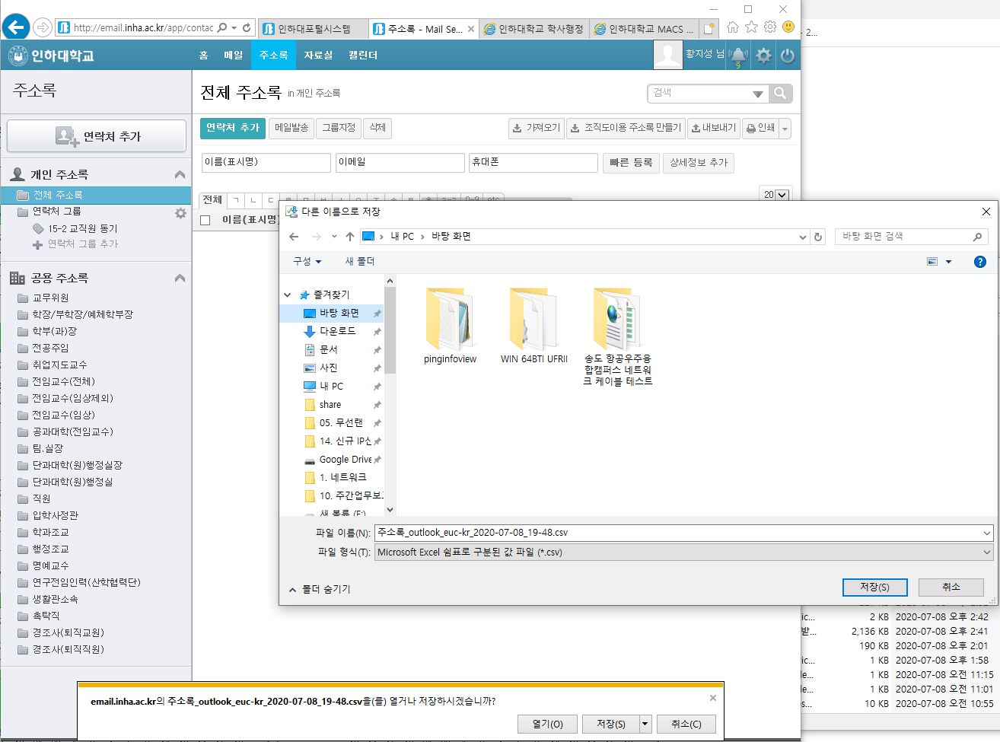 http://email.inha.ac.kr/app/contac
인하대포털시스템
주소록 - Mail Se...
인하대학교 학사행정
인하대학교 MACS ...
- 2...
인하대학교
홈
메일
주소록
자료실
캘린더
황지성 님
9
주소록
연락처 추가
개인 주소록
전체 주소록
연락처 그룹
15-2 교직원 동기
연락처 그룹 추가
공용 주소록
교무위원
학장/부학장/예체학부장
학부(과)장
전공주임
취업지도교수
전임교수(전체)
전임교수(임상제외)
전임교수(임상)
공과대학(전임교수)
팀.실장
단과대학(원)행정실장
단과대학(원)행정실
직원
입학사정관
학과조교
행정조교
명예교수
연구전임인력(산학협력단)
생활관소속
촉탁직
경조사(퇴직교원)
경조사(퇴직직원)
전체 주소록 in 개인 주소록
검색
연락처 추가
메일발송
그룹지정
삭제
가져오기
조직도이용 주소록 만들기
내보내기
인쇄
이름(표시명)
이메일
휴대폰
빠른 등록
상세정보 추가
전체
ㄱ
ㄴ
ㄷ
20
이름(표시명)
다른 이름으로 저장
내 PC
바탕 화면
바탕 화면 검색
구성
새 폴더
즐겨찾기
바탕 화면
다운로드
문서
사진
내 PC
share
05. 무선랜
14. 신규 IP신
Google Drive
1. 네트워크
10. 주간업무보
새 볼륨 (F:)
pinginfoview
WIN 64BTI UFRII
송도 항공우주융
합캠퍼스 네트워
크 케이블 테스트
파일 이름(N):
주소록_outlook_euc-kr_2020-07-08_19-48.csv
파일 형식(T):
Microsoft Excel 쉼표로 구분된 값 파일 (*.csv)
폴더 숨기기
저장(S)
취소
ic...
2 KB
2020-07-08 오후 2:42
받...
2,136 KB
2020-07-08 오후 2:41
190 KB
2020-07-08 오후 2:01
ic...
1 KB
2020-07-08 오후 1:58
le...
1 KB
2020-07-08 오전 11:15
le...
1 KB
2020-07-08 오전 11:01
s...
10 KB
2020-07-08 오전 10:55
email.inha.ac.kr의 주소록_outlook_euc-kr_2020-07-08_19-48.csv을(를) 열거나 저장하시겠습니까?
열기(O)
저장(S)
취소(C)